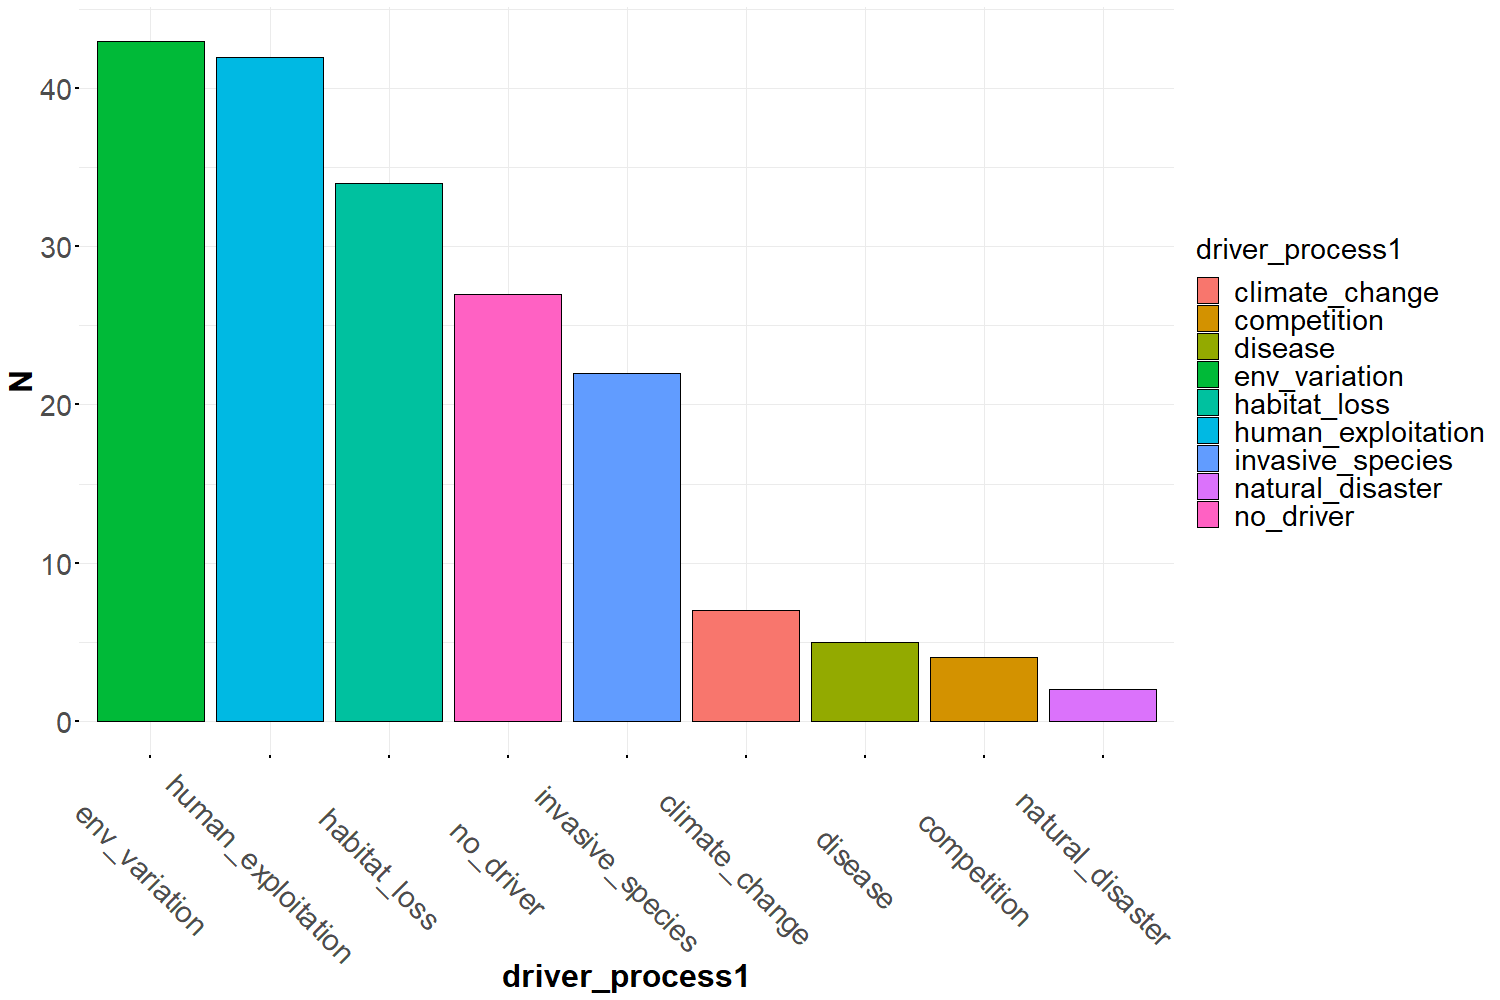 40
30
20
10
0
N
env_variation
human_exploitation
habitat_loss
no_driver
invasive_species
climate_change
disease
competition
natural_disaster
driver_process1
driver_process1
climate_change
competition
disease
env_variation
habitat_loss
human_exploitation
invasive_species
natural_disaster
no_driver